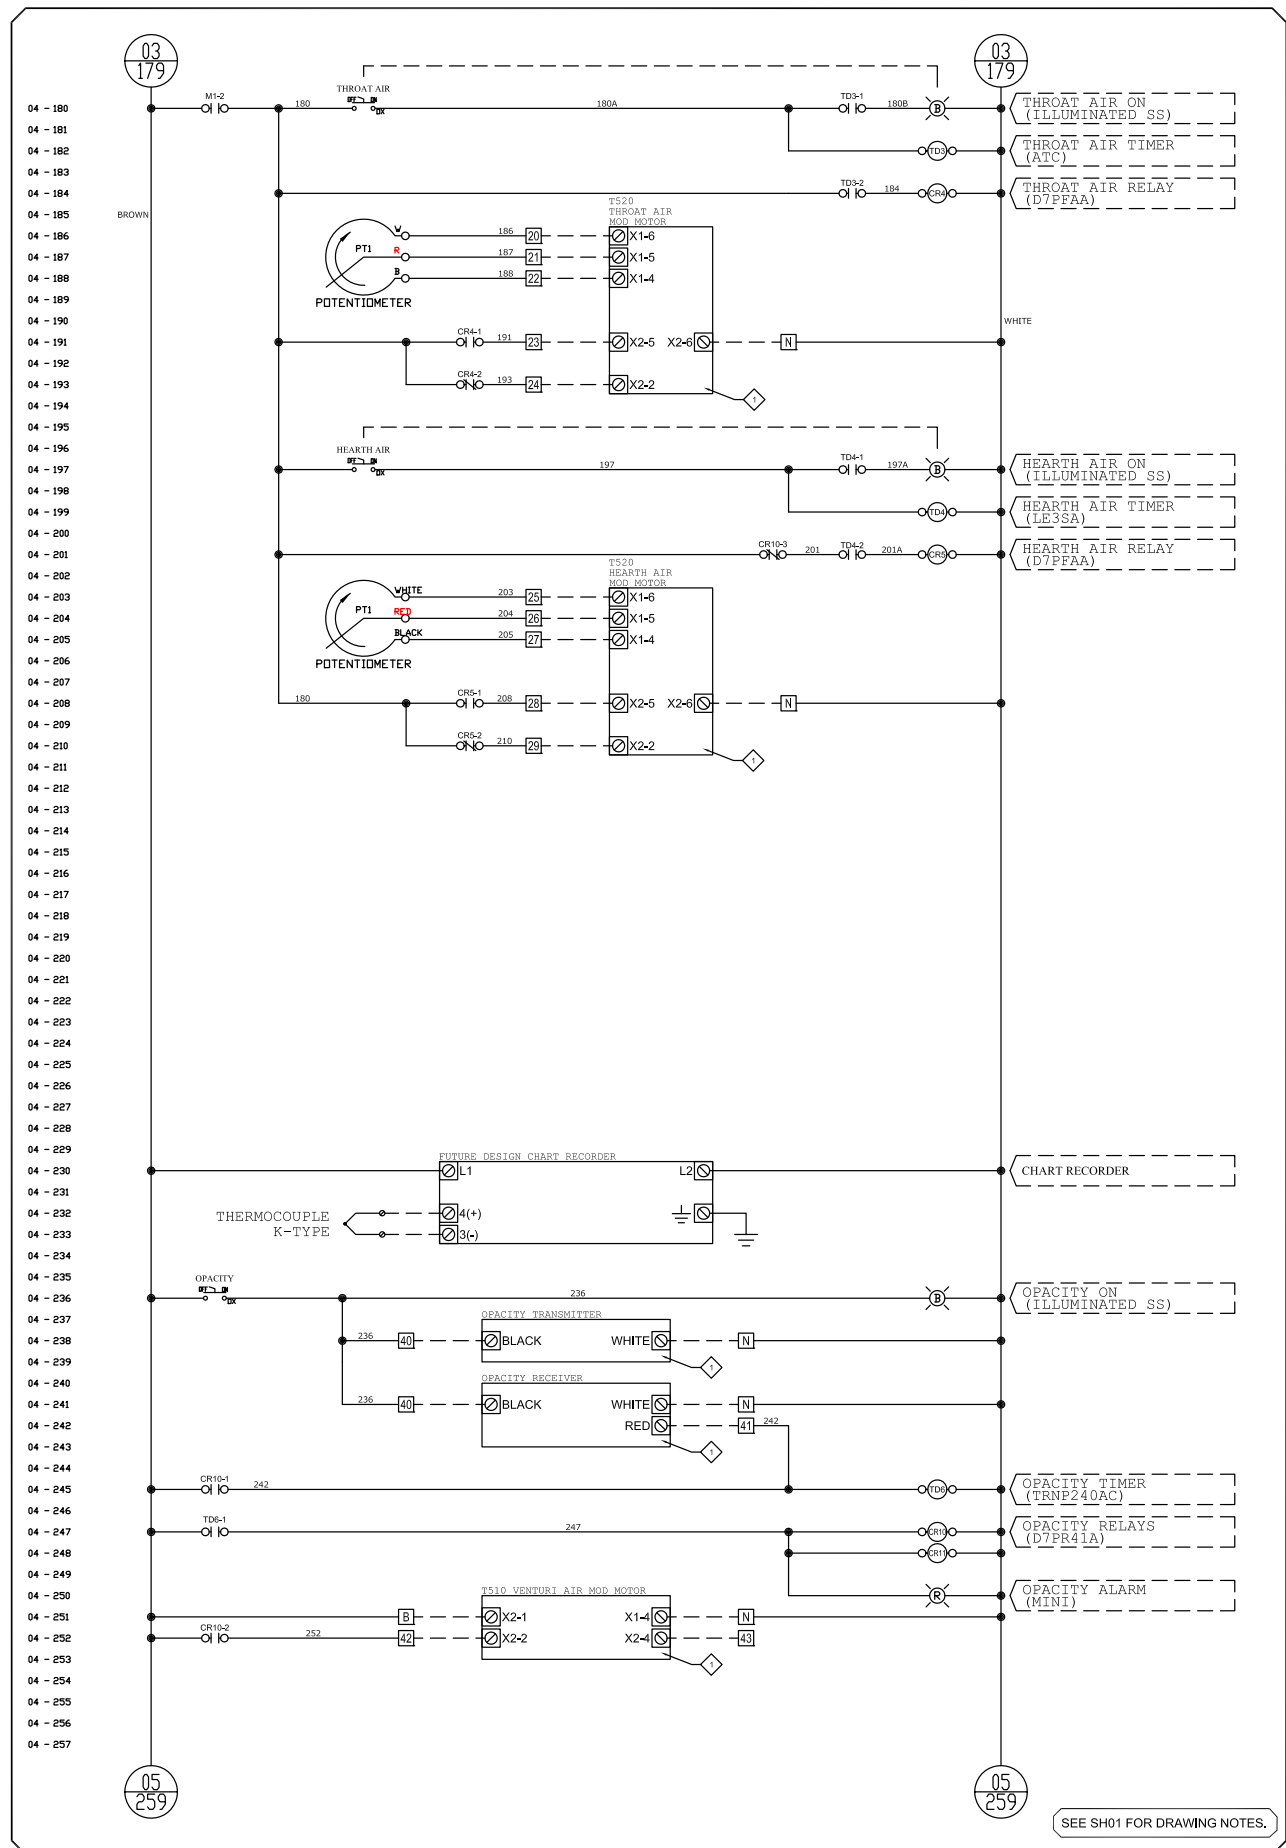 03
179
03
179
04 - 180
M1-2
180
THROAT AIR
OFF ON
DX
180A
TD3-1
180B
B
THROAT AIR ON
(ILLUMINATED SS)
04 - 181
04 - 182
TD3
THROAT AIR TIMER
(ATC)
04 - 183
04 - 184
TD3-2
184
CR4
THROAT AIR RELAY
(D7PFAA)
04 - 185
BROWN
T520
THROAT AIR
MOD MOTOR
04 - 186
W
186
20
X1-6
04 - 187
PT1
R
187
21
X1-5
04 - 188
B
188
22
X1-4
04 - 189
POTENTIOMETER
04 - 190
WHITE
04 - 191
CR4-1
191
23
X2-5
X2-6
N
04 - 192
04 - 193
CR4-2
193
24
X2-2
04 - 194
1
04 - 195
04 - 196
HEARTH AIR
OFF ON
DX
04 - 197
197
TD4-1
197A
B
HEARTH AIR ON
(ILLUMINATED SS)
04 - 198
04 - 199
TD4
HEARTH AIR TIMER
(LE3SA)
04 - 200
04 - 201
CR10-3
201
TD4-2
201A
CR5
HEARTH AIR RELAY
(D7PFAA)
04 - 202
T520
HEARTH AIR
MOD MOTOR
04 - 203
WHITE
203
25
X1-6
04 - 204
PT1
RED
204
26
X1-5
04 - 205
BLACK
205
27
X1-4
04 - 206
POTENTIOMETER
04 - 207
04 - 208
180
CR5-1
208
28
X2-5
X2-6
N
04 - 209
04 - 210
CR5-2
210
29
X2-2
04 - 211
1
04 - 212
04 - 213
04 - 214
04 - 215
04 - 216
04 - 217
04 - 218
04 - 219
04 - 220
04 - 221
04 - 222
04 - 223
04 - 224
04 - 225
04 - 226
04 - 227
04 - 228
04 - 229
FUTURE DESIGN CHART RECORDER
04 - 230
L1
L2
CHART RECORDER
04 - 231
04 - 232
THERMOCOUPLE
K-TYPE
4(+)
04 - 233
3(-)
04 - 234
04 - 235
OPACITY
OFF ON
DX
04 - 236
236
B
OPACITY ON
(ILLUMINATED SS)
04 - 237
OPACITY TRANSMITTER
04 - 238
236
40
BLACK
WHITE
N
04 - 239
1
04 - 240
OPACITY RECEIVER
04 - 241
236
40
BLACK
WHITE
N
04 - 242
RED
41
242
04 - 243
1
04 - 244
04 - 245
CR10-1
242
TD6
OPACITY TIMER
(TRNP240AC)
04 - 246
04 - 247
TD6-1
247
CR10
OPACITY RELAYS
(D7PR41A)
04 - 248
CR11
04 - 249
04 - 250
T510 VENTURI AIR MOD MOTOR
R
OPACITY ALARM
(MINI)
04 - 251
B
X2-1
X1-4
N
04 - 252
CR10-2
252
42
X2-2
X2-4
43
04 - 253
1
04 - 254
04 - 255
04 - 256
04 - 257
05
259
05
259
SEE SH01 FOR DRAWING NOTES.